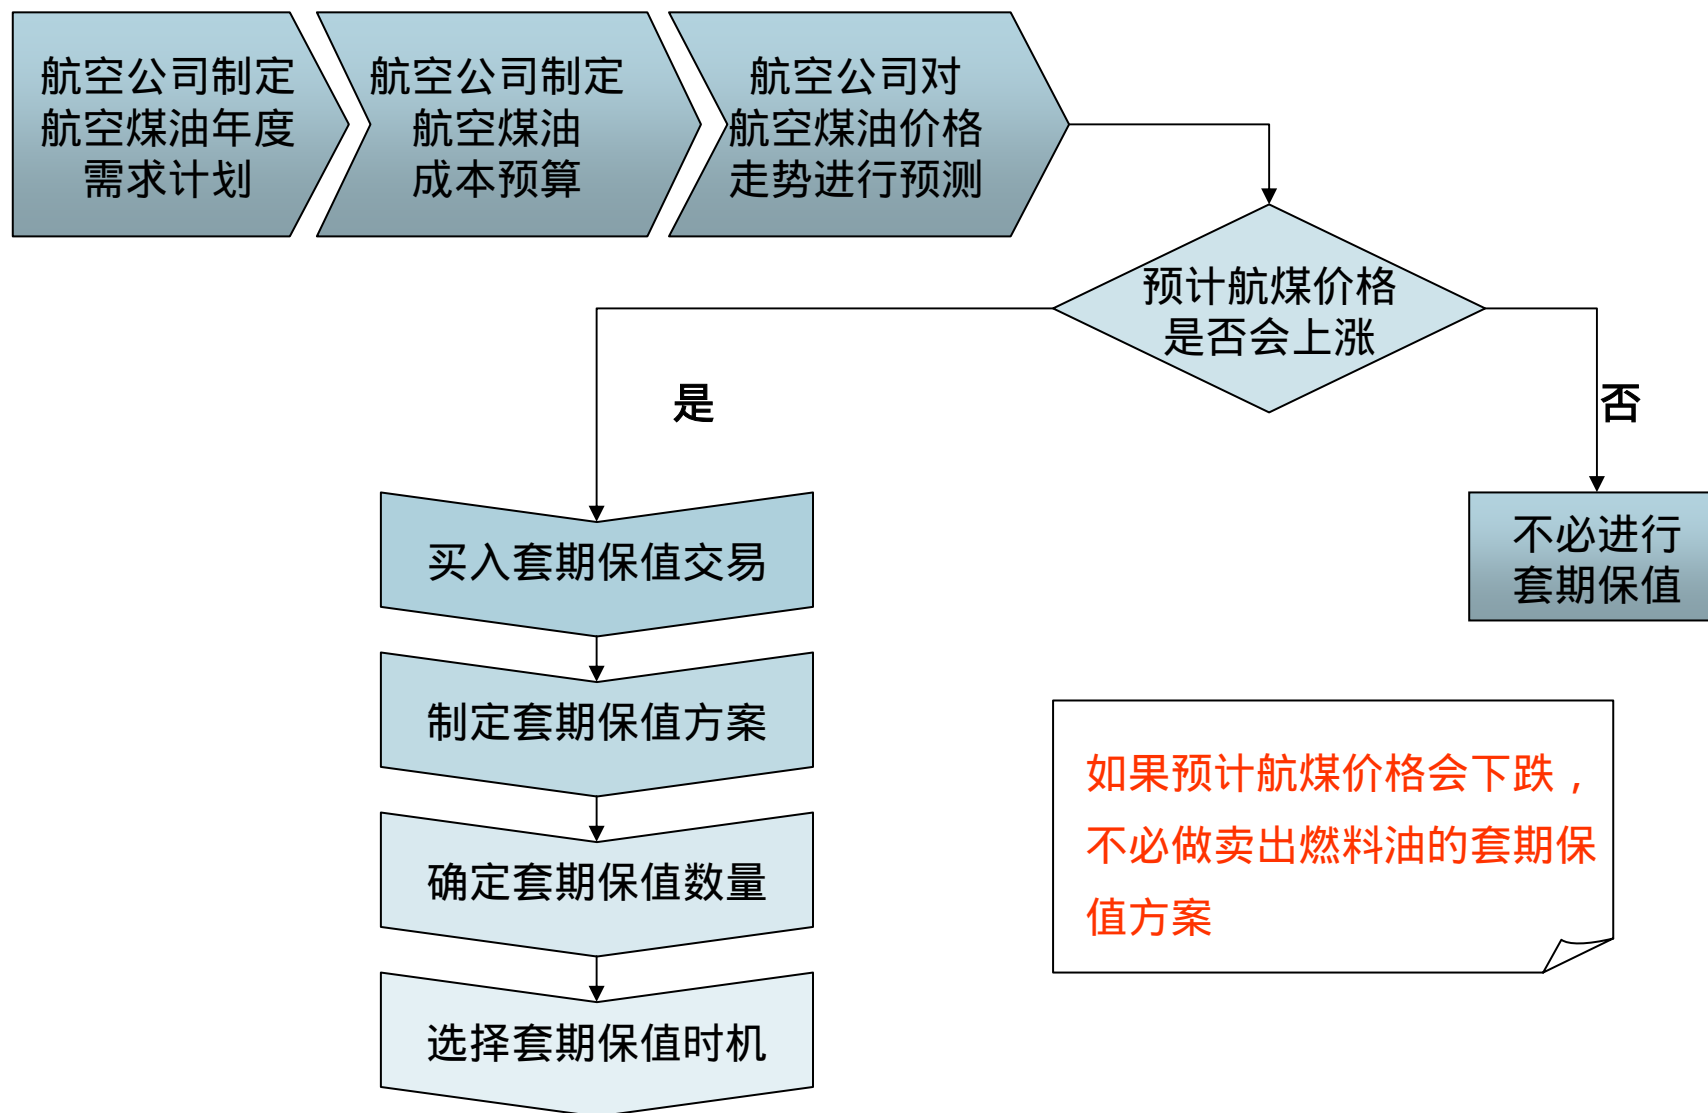 航空公司制定
航空煤油年度
需求计划
航空公司制定
航空煤油
成本预算
航空公司对
航空煤油价格
走势进行预测
预计航煤价格
是否会上涨
是
否
买入套期保值交易
不必进行
套期保值
制定套期保值方案
确定套期保值数量
选择套期保值时机
如果预计航煤价格会下跌，
不必做卖出燃料油的套期保
值方案